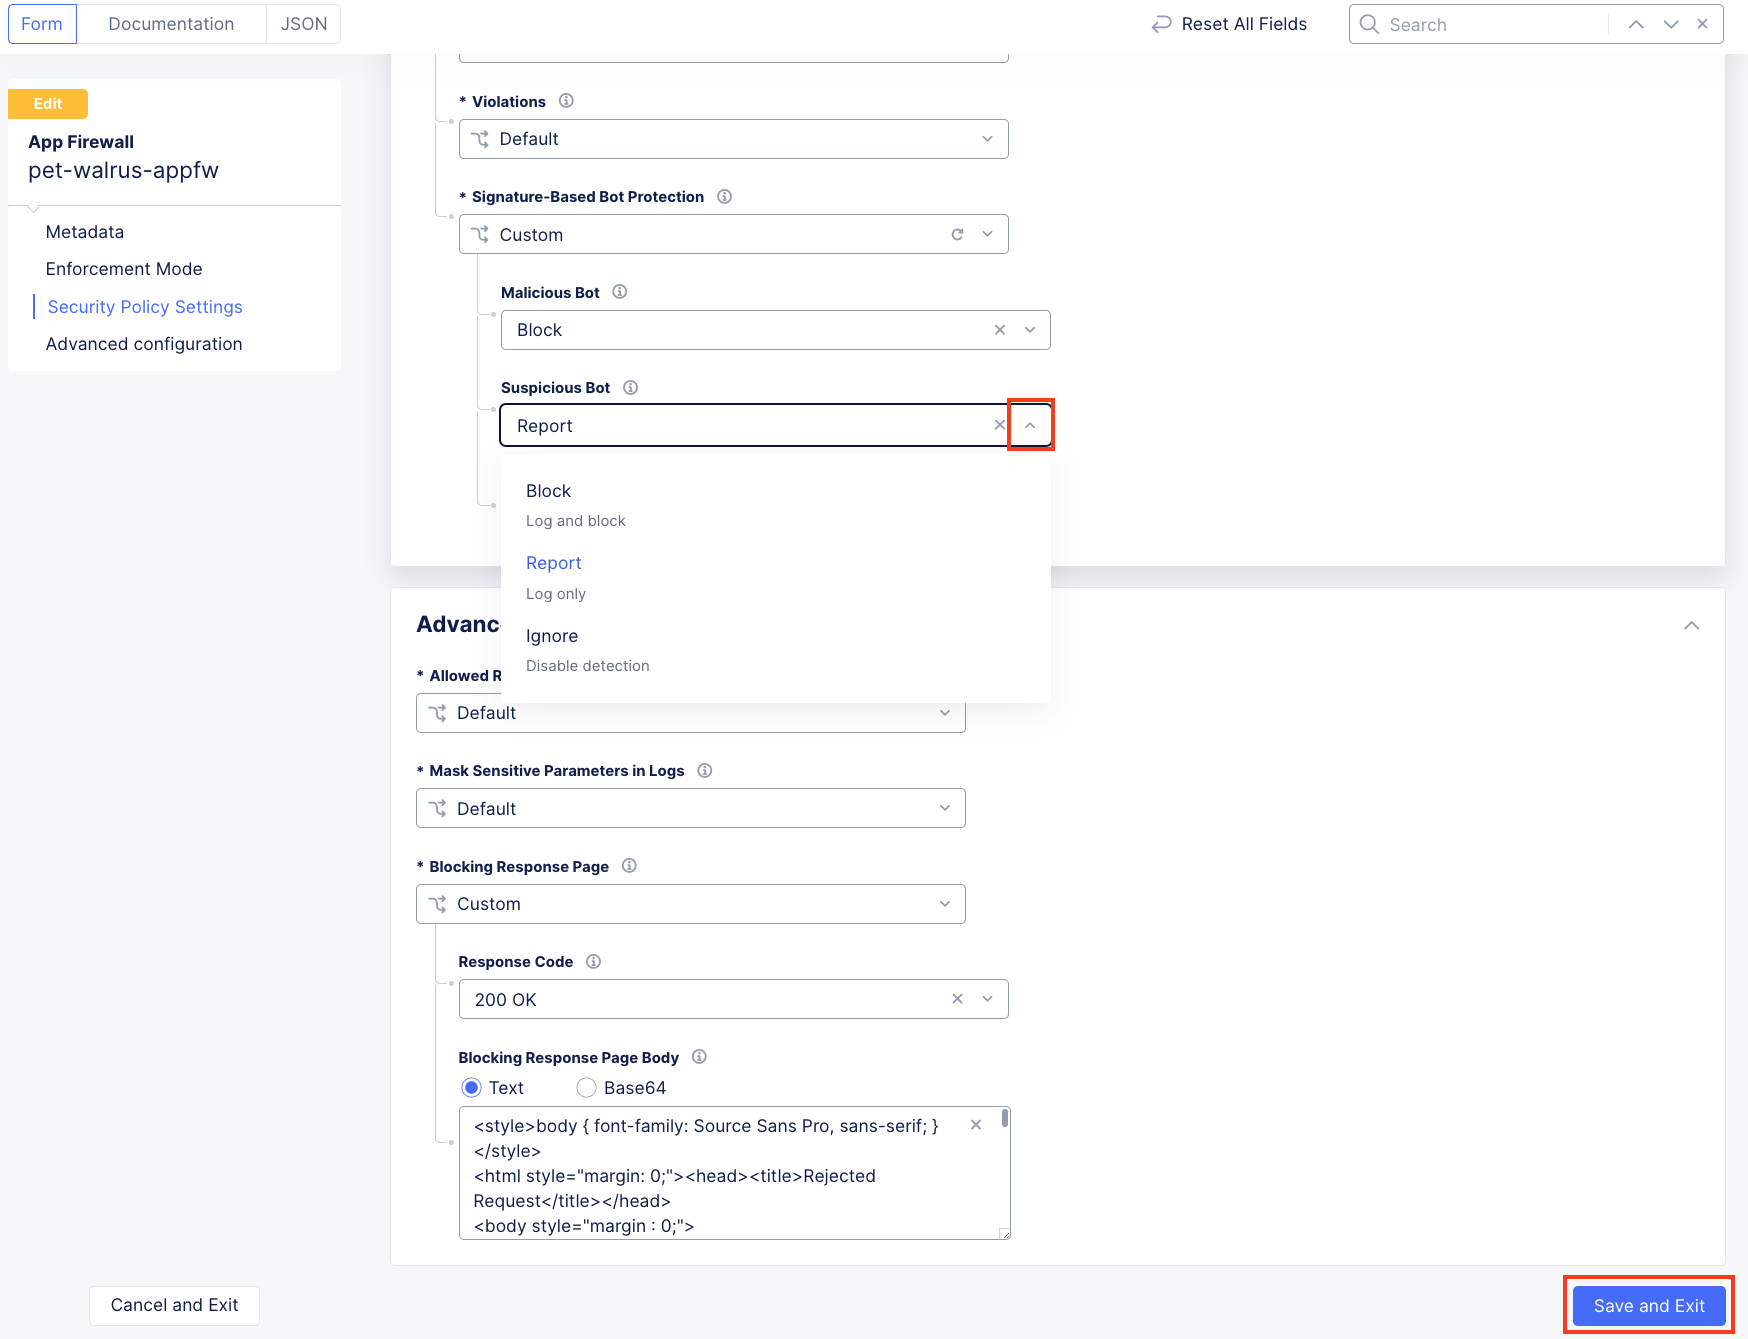 Form
Documentation
JSON
Reset All Fields
Search
Edit
App Firewall
pet-walrus-appfw
Metadata
Enforcement Mode
Security Policy Settings
Advanced configuration
* Violations
Default
* Signature-Based Bot Protection
Custom
Malicious Bot
Block
Suspicious Bot
Report
Block
Log and block
Report
Log only
Ignore
Disable detection
Advanc
* Allowed R
Default
* Mask Sensitive Parameters in Logs
Default
* Blocking Response Page
Custom
Response Code
200 OK
Blocking Response Page Body
Text
Base64
<style>body { font-family: Source Sans Pro, sans-serif; }
</style>
<html style="margin: 0;"><head><title>Rejected
Request</title></head>
<body style="margin : 0;">
Cancel and Exit
Save and Exit